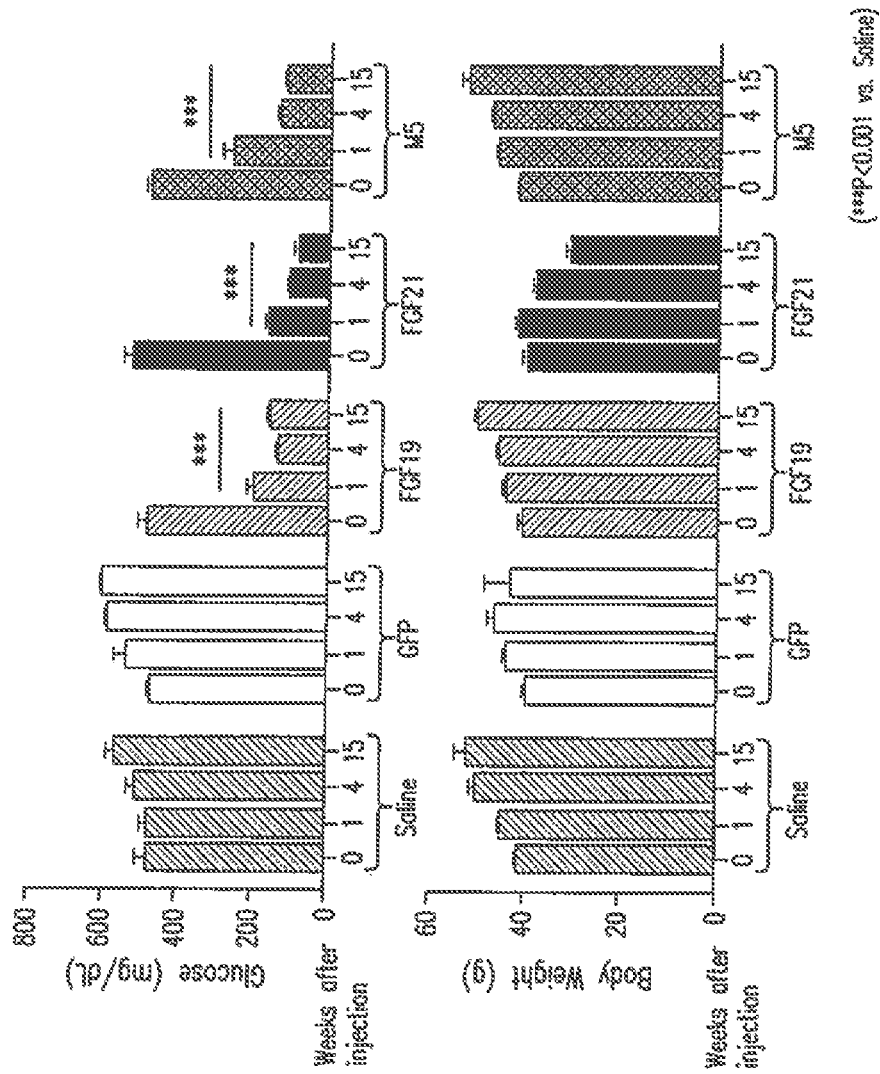 800
600
400
200
0
Glucose (mg/dL)
*** *** ***
0 1 4 15 0 1 4 15 0 1 4 15 0 1 4 15 0 1 4 15
Weeks after
injection
Saline GFP FGF19 FGF21 M5
60
40
20
0
Body Weight (g)
0 1 4 15 0 1 4 15 0 1 4 15 0 1 4 15 0 1 4 15
Weeks after
injection
Saline GFP FGF19 FGF21 M5
(***P<0.001 vs. Saline)